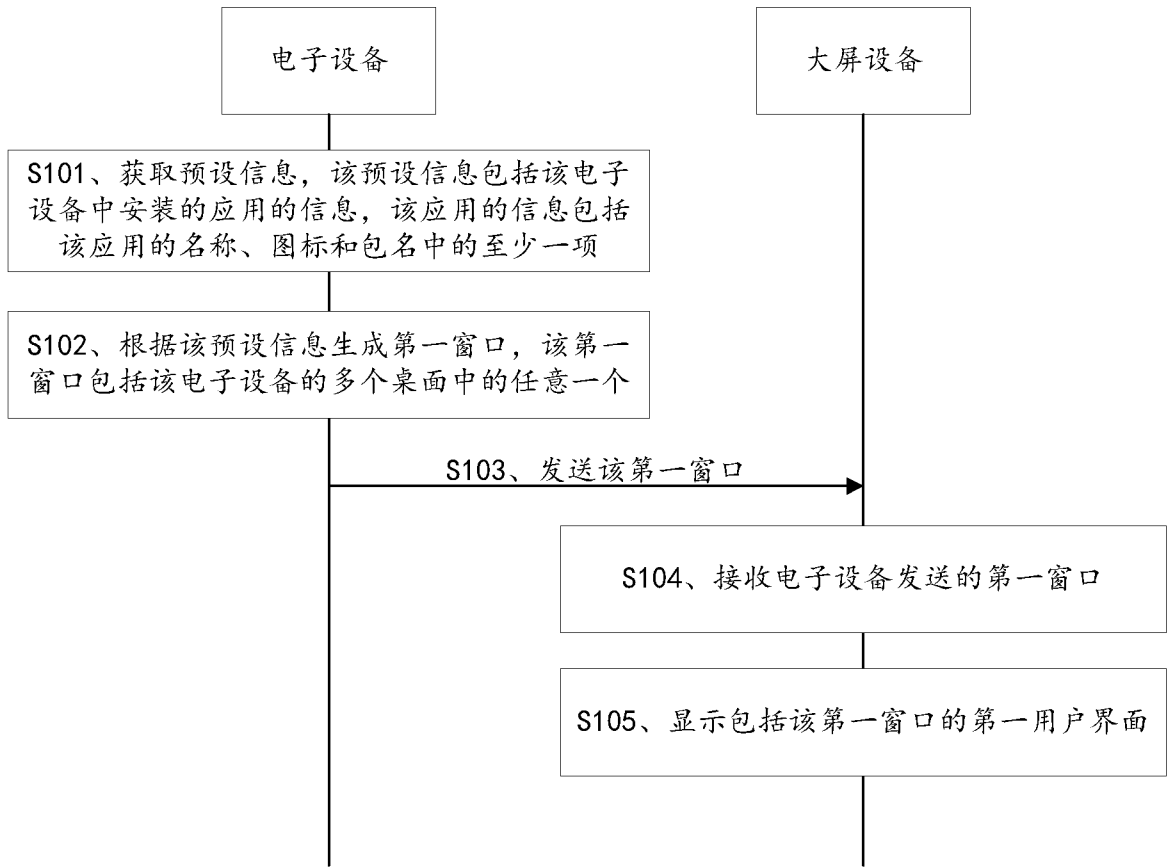 电子设备
大屏设备
S101、获取预设信息，该预设信息包括该电子
设备中安装的应用的信息，该应用的信息包括
该应用的名称、图标和包名中的至少一项
S102、根据该预设信息生成第一窗口，该第一
窗口包括该电子设备的多个桌面中的任意一个
S103、发送该第一窗口
S104、接收电子设备发送的第一窗口
S105、显示包括该第一窗口的第一用户界面